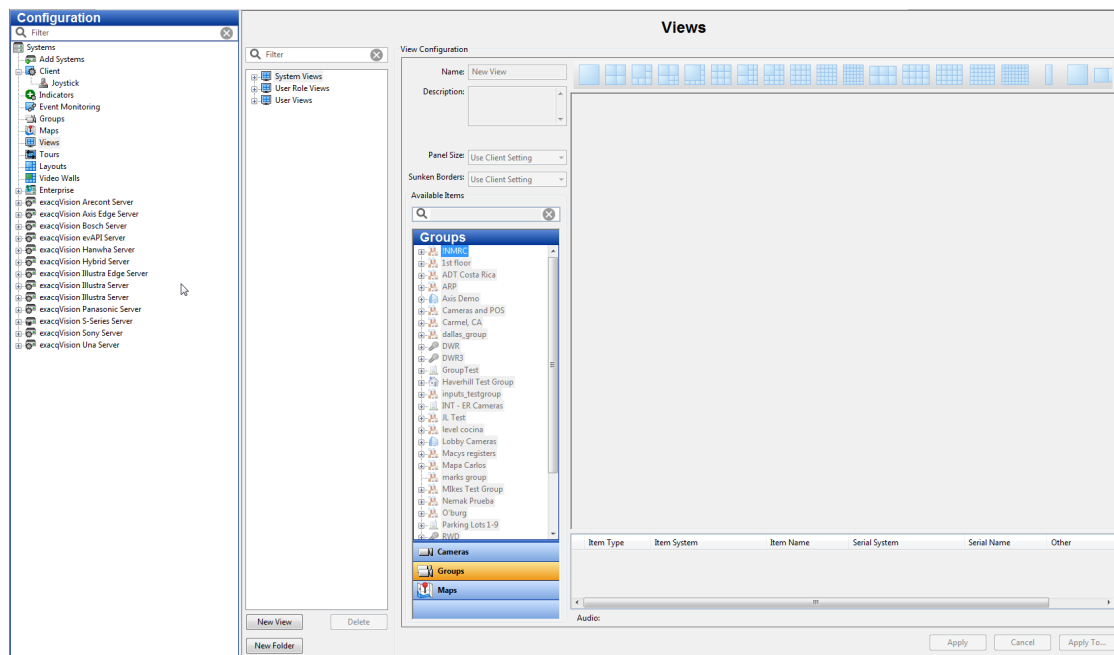 Configuration
Filter
Systems
Add Systems
Client
Joystick
Indicators
Event Monitoring
Groups
Maps
Views
Tours
Layouts
Video Walls
Enterprise
exacqVision Arecont Server
exacqVision Axis Edge Server
exacqVision Bosch Server
exacqVision evAPI Server
exacqVision Hanwha Server
exacqVision Hybrid Server
exacqVision Illustra Edge Server
exacqVision Illustra Server
exacqVision Illustra Server
exacqVision Panasonic Server
exacqVision S-Series Server
exacqVision Sony Server
exacqVision Una Server
Views
Filter
System Views
User Role Views
User Views
New View
Delete
New Folder
View Configuration
Name: New View
Description:
Panel Size: Use Client Setting
Sunken Borders: Use Client Setting
Available Items
Groups
!NMRC
1st floor
ADT Costa Rica
ARP
Axis Demo
Cameras and POS
Carmel, CA
dallas_group
DWR
DWR3
GroupTest
Haverhill Test Group
inputs_testgroup
INT - ER Cameras
JL Test
level cocina
Lobby Cameras
Macys registers
Mapa Carlos
marks group
MIkes Test Group
Nemak Prueba
O'burg
Parking Lots 1-9
RWD
Cameras
Groups
Maps
Item Type Item System Item Name Serial System Serial Name Other
Audio:
Apply Cancel Apply To...